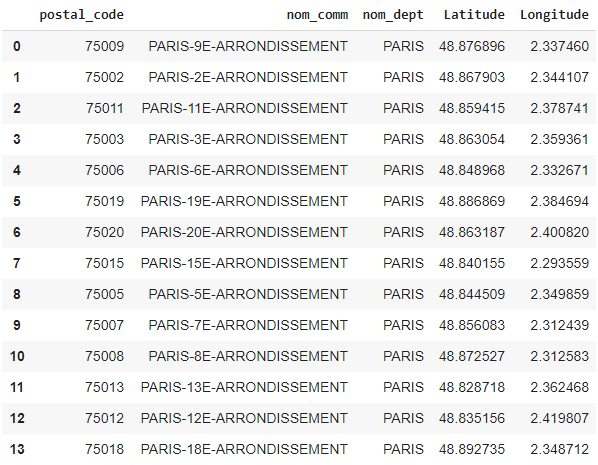 postal_code nom_comm nom_dept Latitude Longitude
0 75009 PARIS-9E-ARRONDISSEMENT PARIS 48.876896 2.337460
1 75002 PARIS-2E-ARRONDISSEMENT PARIS 48.867903 2.344107
2 75011 PARIS-11E-ARRONDISSEMENT PARIS 48.859415 2.378741
3 75003 PARIS-3E-ARRONDISSEMENT PARIS 48.863054 2.359361
4 75006 PARIS-6E-ARRONDISSEMENT PARIS 48.848968 2.332671
5 75019 PARIS-19E-ARRONDISSEMENT PARIS 48.886869 2.384694
6 75020 PARIS-20E-ARRONDISSEMENT PARIS 48.863187 2.400820
7 75015 PARIS-15E-ARRONDISSEMENT PARIS 48.840155 2.293559
8 75005 PARIS-5E-ARRONDISSEMENT PARIS 48.844509 2.349859
9 75007 PARIS-7E-ARRONDISSEMENT PARIS 48.856083 2.312439
10 75008 PARIS-8E-ARRONDISSEMENT PARIS 48.872527 2.312583
11 75013 PARIS-13E-ARRONDISSEMENT PARIS 48.828718 2.362468
12 75012 PARIS-12E-ARRONDISSEMENT PARIS 48.835156 2.419807
13 75018 PARIS-18E-ARRONDISSEMENT PARIS 48.892735 2.348712